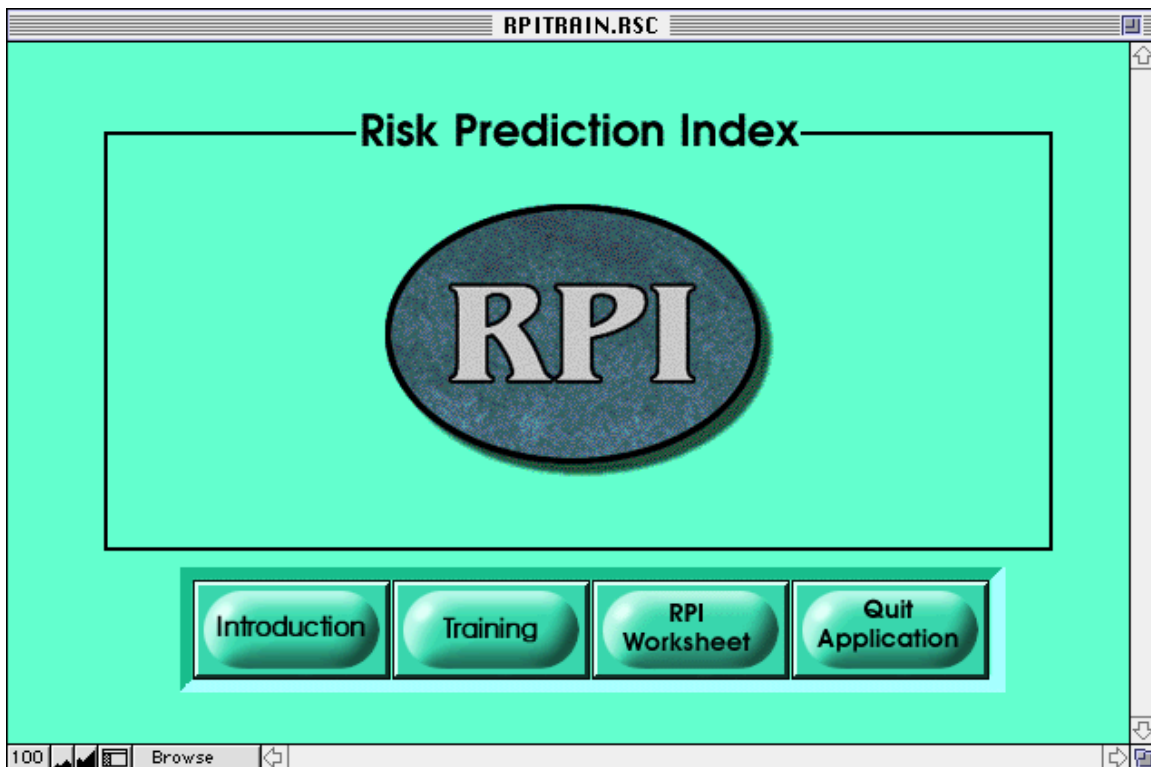 RPITRAIN.RSC
Risk Prediction Index
RPI
Introduction
Training
RPI
Worksheet
Quit
Application
100
Browse